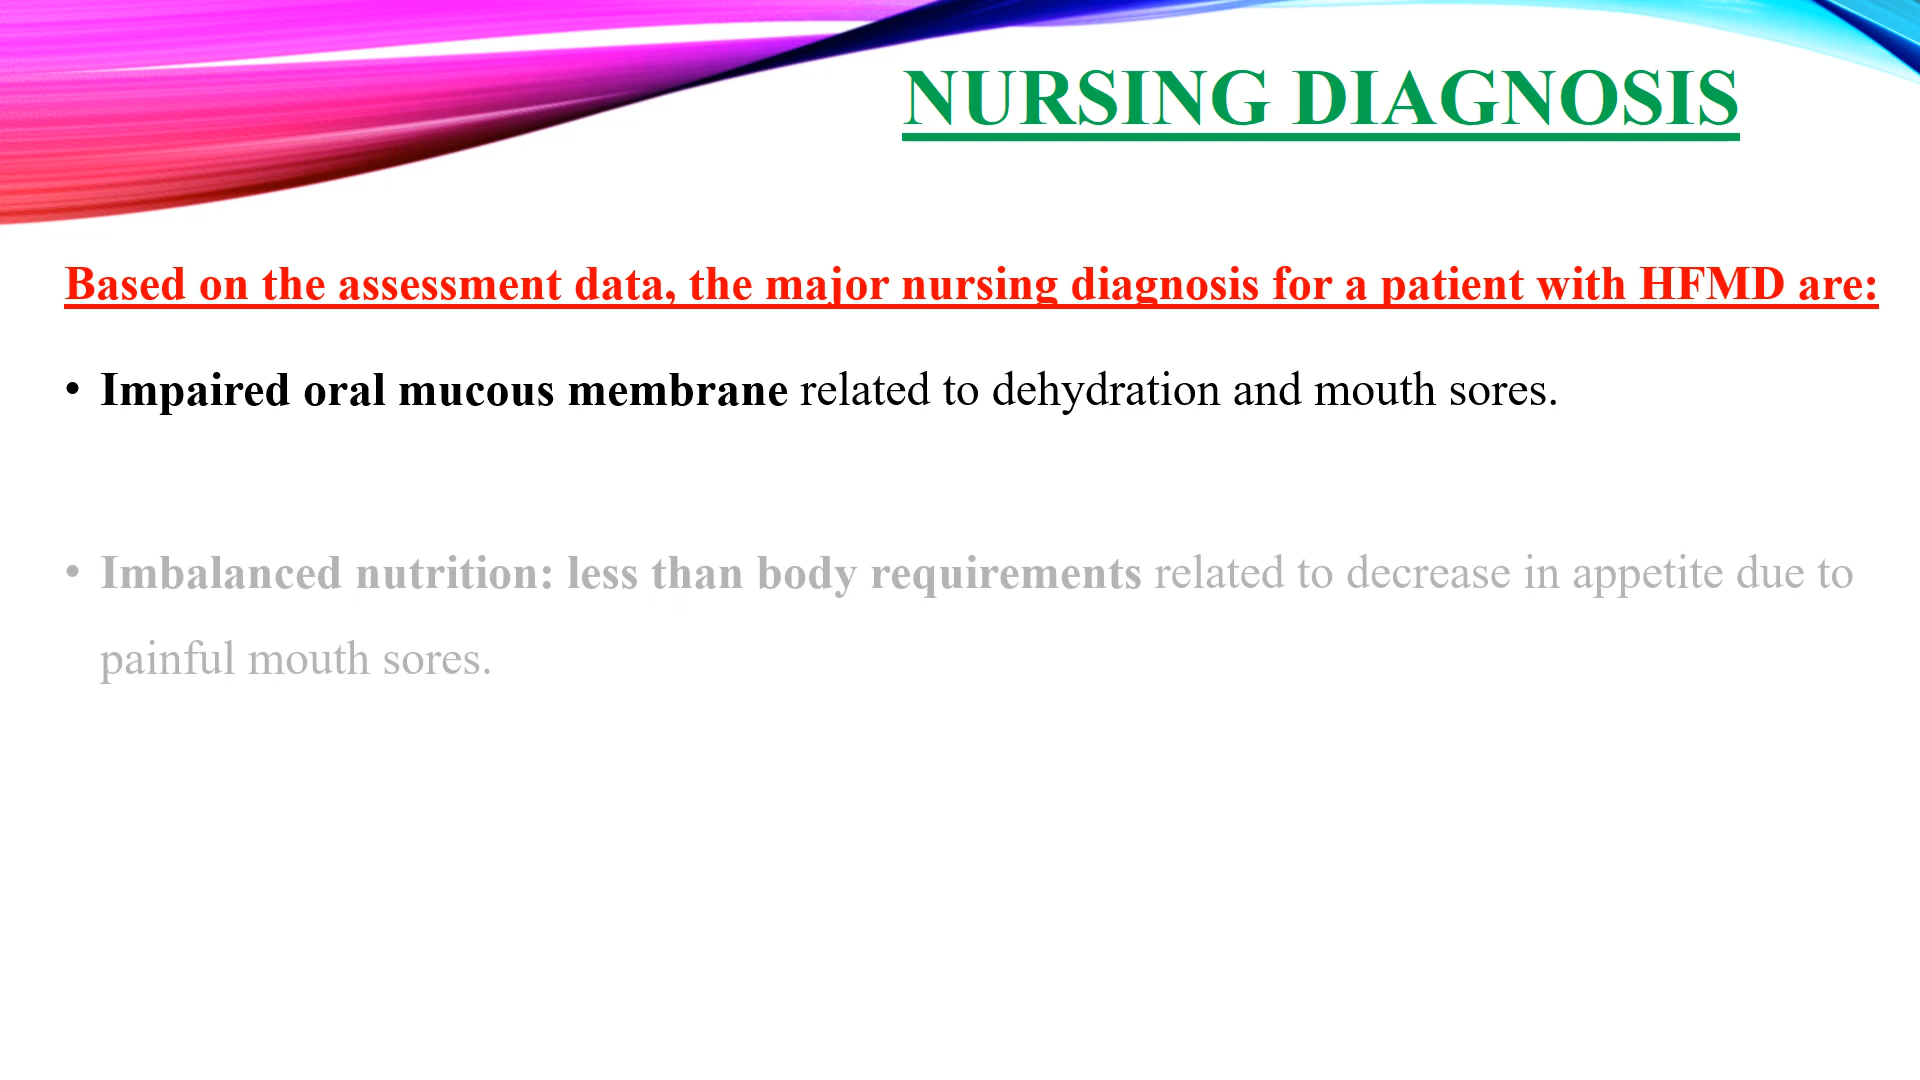 NURSING DIAGNOSIS
Based on the assessment data, the major nursing diagnosis for a patient with HFMD are:
• Impaired oral mucous membrane related to dehydration and mouth sores.
• Imbalanced nutrition: less than body requirements related to decrease in appetite due to
painful mouth sores.